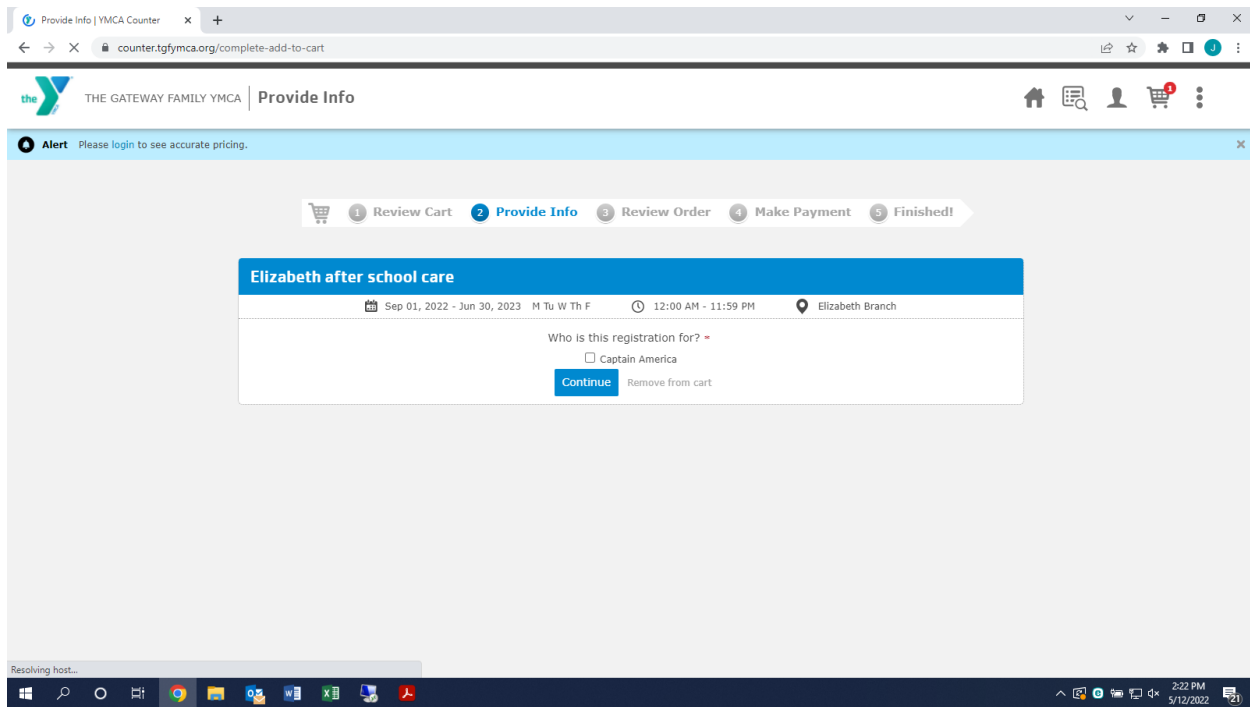 Provide Info | YMCA Counter
counter.tgfymca.org/complete-add-to-cart
J
the Y THE GATEWAY FAMILY YMCA Provide Info
1
Alert Please login to see accurate pricing.
1 Review Cart 2 Provide Info 3 Review Order 4 Make Payment 5 Finished!
Elizabeth after school care
Sep 01, 2022 - Jun 30, 2023 M Tu W Th F 12:00 AM - 11:59 PM Elizabeth Branch
Who is this registration for? *
Captain America
Continue Remove from cart
Resolving host...
2:22 PM
5/12/2022
21